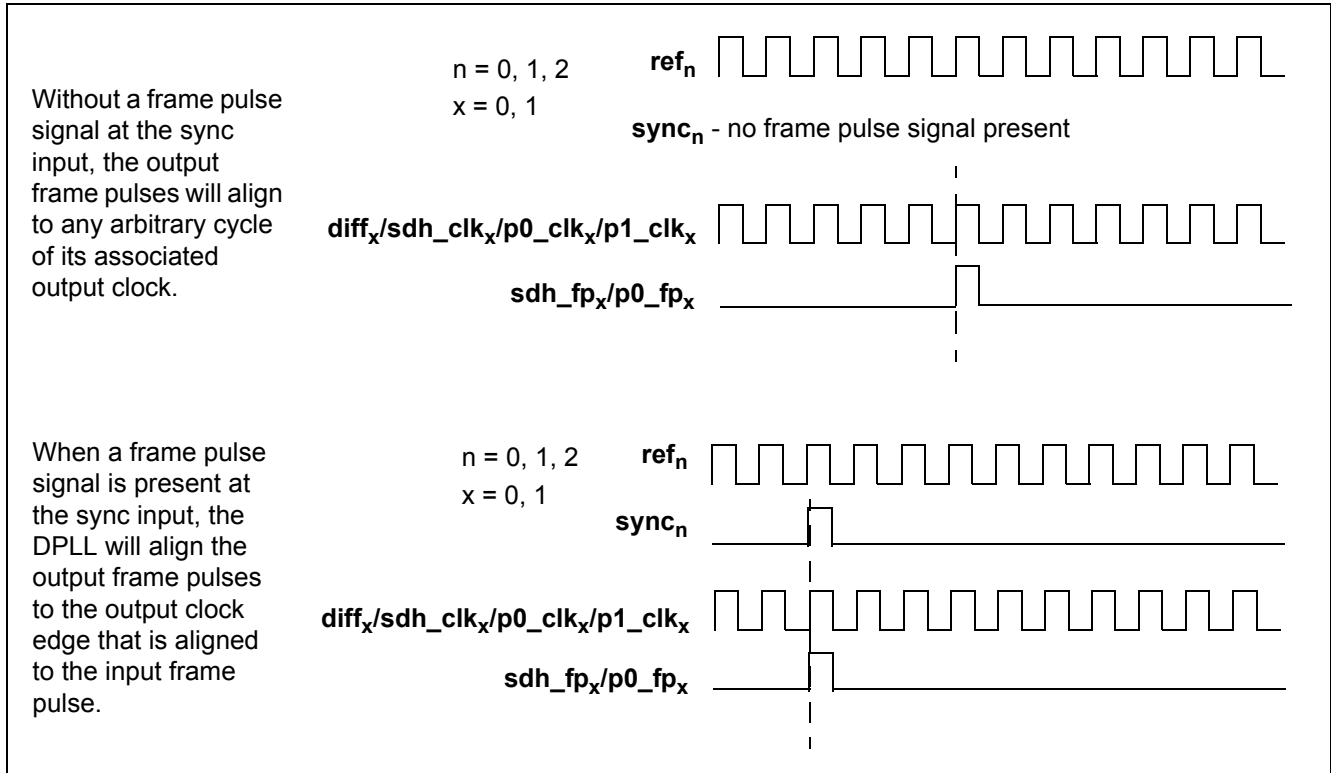 Without a frame pulse
signal at the sync
input, the output
frame pulses will align
to any arbitrary cycle
of its associated
output clock.
n = 0, 1, 2
x = 0, 1
refn
syncn - no frame pulse signal present
diffx/sdh_clkx/p0_clkx/p1_clkx
sdh_fpx/p0_fpx
When a frame pulse
signal is present at
the sync input, the
DPLL will align the
output frame pulses
to the output clock
edge that is aligned
to the input frame
pulse.
n = 0, 1, 2
x = 0, 1
refn
syncn
diffx/sdh_clkx/p0_clkx/p1_clkx
sdh_fpx/p0_fpx